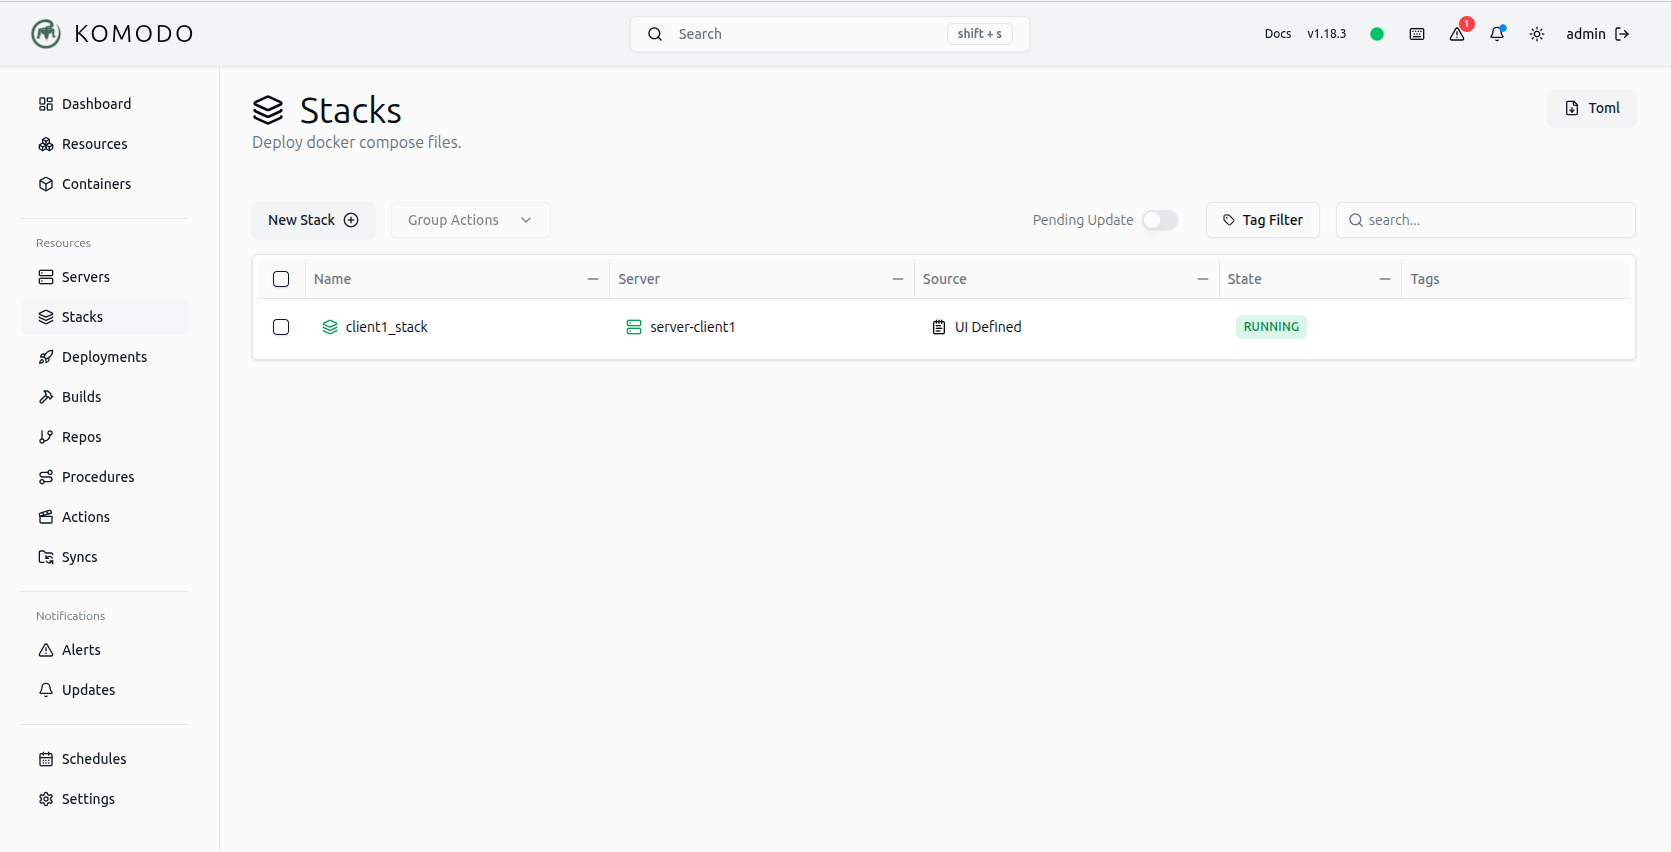 KOMODO
Search
shift + s
Docs
v1.18.3
1
admin
Dashboard
Resources
Containers
Resources
Servers
Stacks
Deployments
Builds
Repos
Procedures
Actions
Syncs
Notifications
Alerts
Updates
Schedules
Settings
Stacks
Toml
Deploy docker compose files.
New Stack
Group Actions
Pending Update
Tag Filter
search...
Name
Server
Source
State
Tags
client1_stack
server-client1
UI Defined
RUNNING